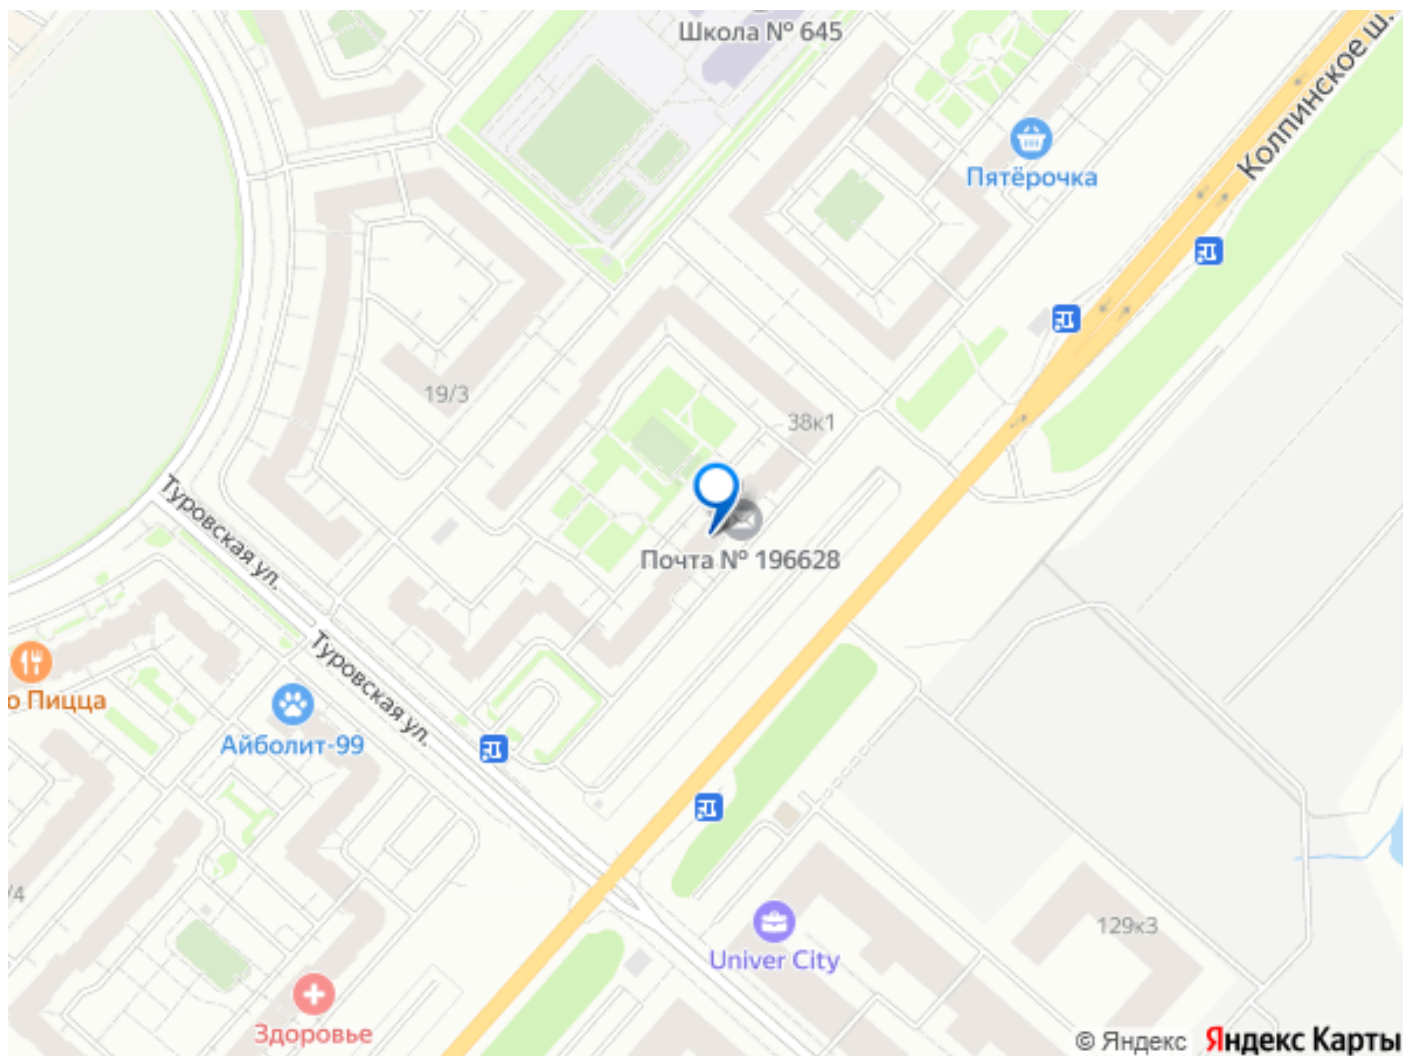 Школа № 645
Колпинское ш.
Пятёрочка
19/3
38к1
Туровская ул.
Почта № 196628
Туровская ул.
о Пицца
Айболит-99
/4
129к3
Univer City
Здоровье
© Яндекс Яндекс Карты